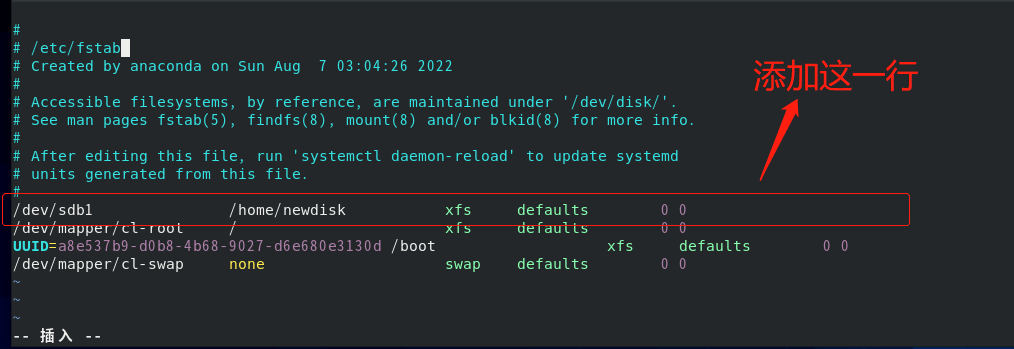 #
# /etc/fstab
# Created by anaconda on Sun Aug  7 03:04:26 2022
#
# Accessible filesystems, by reference, are maintained under '/dev/disk/'.
# See man pages fstab(5), findfs(8), mount(8) and/or blkid(8) for more info.
#
# After editing this file, run 'systemctl daemon-reload' to update systemd
# units generated from this file.
#
添加这一行
/dev/sdb1               /home/newdisk           xfs     defaults        0 0
/dev/mapper/cl-root     /                       xfs     defaults        0 0
UUID=a8e537b9-d0b8-4b68-9027-d6e680e3130d /boot                   xfs     defaults        0 0
/dev/mapper/cl-swap     none                    swap    defaults        0 0
~
~
~
-- 插入 --